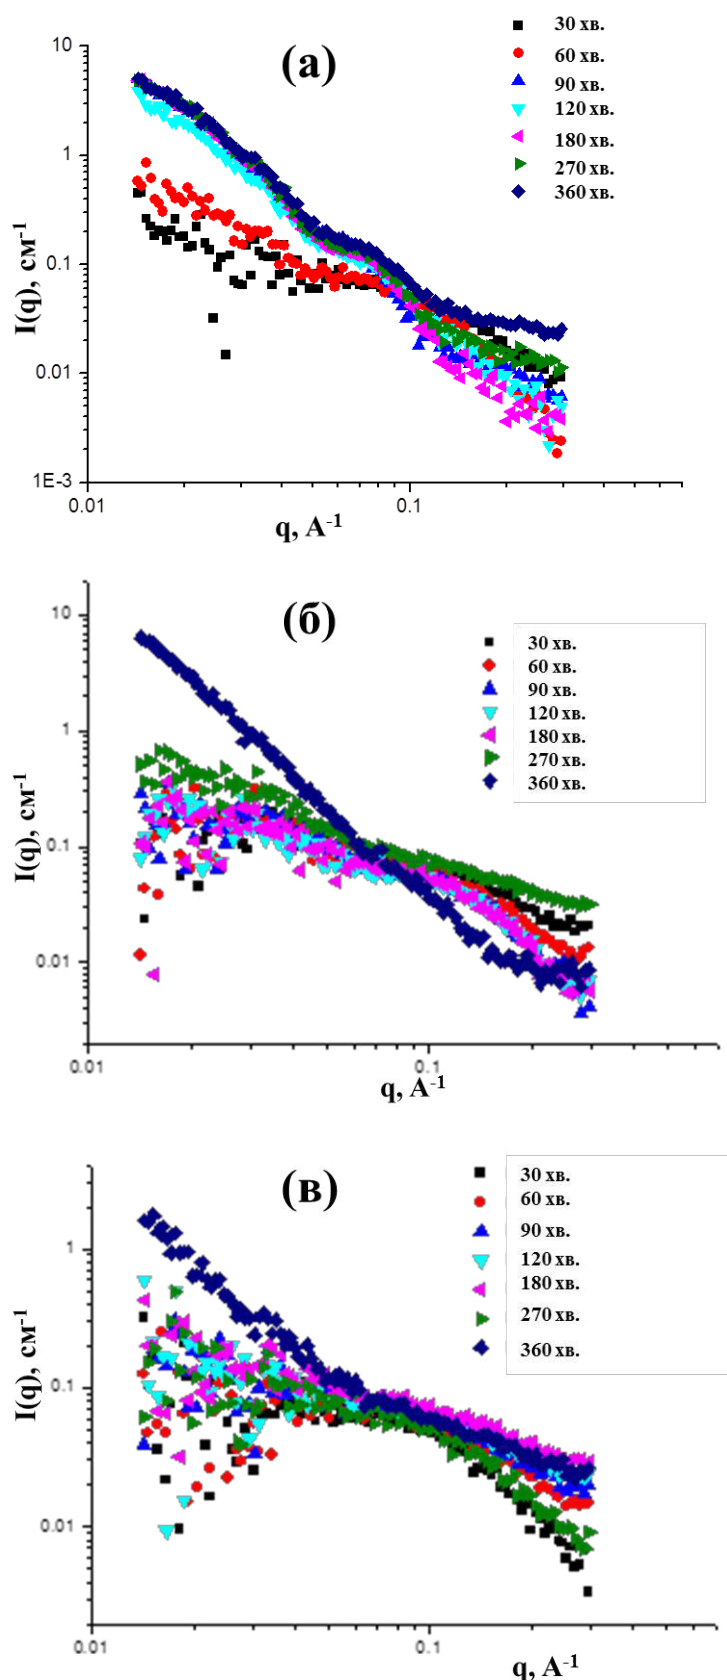 (а)
30 хв.
60 хв.
90 хв.
120 хв.
180 хв.
270 хв.
360 хв.
10
1
0.1
0.01
1E-3
I(q), см-1
0.01
0.1
q, А-1
(б)
30 хв.
60 хв.
90 хв.
120 хв.
180 хв.
270 хв.
360 хв.
10
1
0.1
0.01
I(q), см-1
0.01
0.1
q, А-1
(в)
30 хв.
60 хв.
90 хв.
120 хв.
180 хв.
270 хв.
360 хв.
1
0.1
0.01
I(q), см-1
0.01
0.1
q, А-1